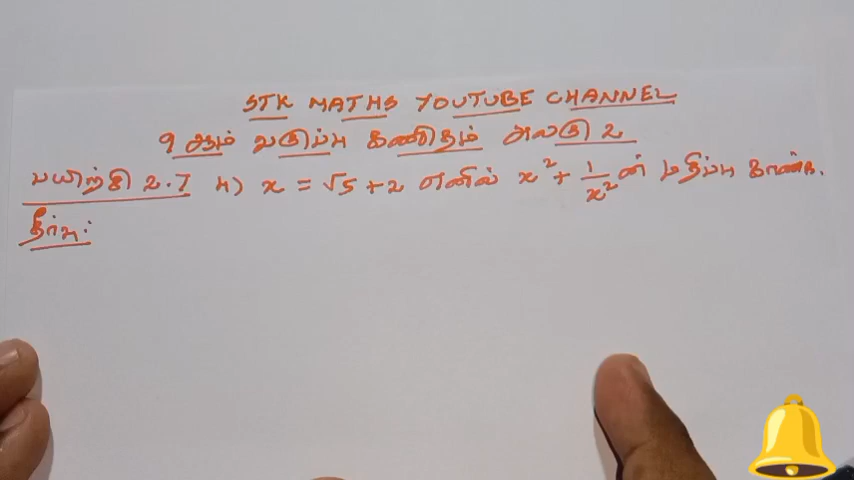 STK MATHS YOUTUBE CHANNEL
9 ஆம் வகுப்பு கணிதம் அலகு 2
பயிற்சி 2.7 4) x = √5 + 2 எனில் x² + 1/x² ன் மதிப்பு காண்க.
தீர்வு: